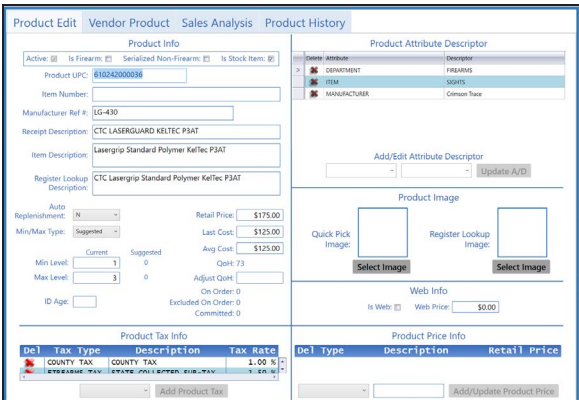 Product Edit Vendor Product Sales Analysis Product History
Product Info
Active: Is Firearm: Serialized Non-Firearm: Is Stock Item:
Product UPC: 610242000036
Item Number:
Manufacturer Ref #: LG-430
Receipt Description: CTC LASERGUARD KELTEC P3AT
Item Description: Lasergrip Standard Polymer KelTec P3AT
Register Lookup Description: CTC Lasergrip Standard Polymer KelTec P3AT
Auto Replenishment: N
Retail Price: $175.00
Min/Max Type: Suggested
Last Cost: $125.00
Current Suggested
Avg Cost: $125.00
Min Level: 1 0
QoH: 73
Max Level: 3 0
Adjust QoH:
On Order: 0
ID Age:
Excluded On Order: 0
Committed: 0
Product Tax Info
Del Tax Type Description Tax Rate
COUNTY TAX COUNTY TAX 1.00 %
FIREARMS TAX STATE COLLECTED SUB-TAX 1.50 %
Add Product Tax
Product Attribute Descriptor
Delete Attribute Descriptor
> DEPARTMENT FIREARMS
ITEM SIGHTS
MANUFACTURER Crimson Trace
Add/Edit Attribute Descriptor
Update A/D
Product Image
Quick Pick Image:
Register Lookup Image:
Select Image Select Image
Web Info
Is Web: Web Price: $0.00
Product Price Info
Del Type Description Retail Price
Add/Update Product Price